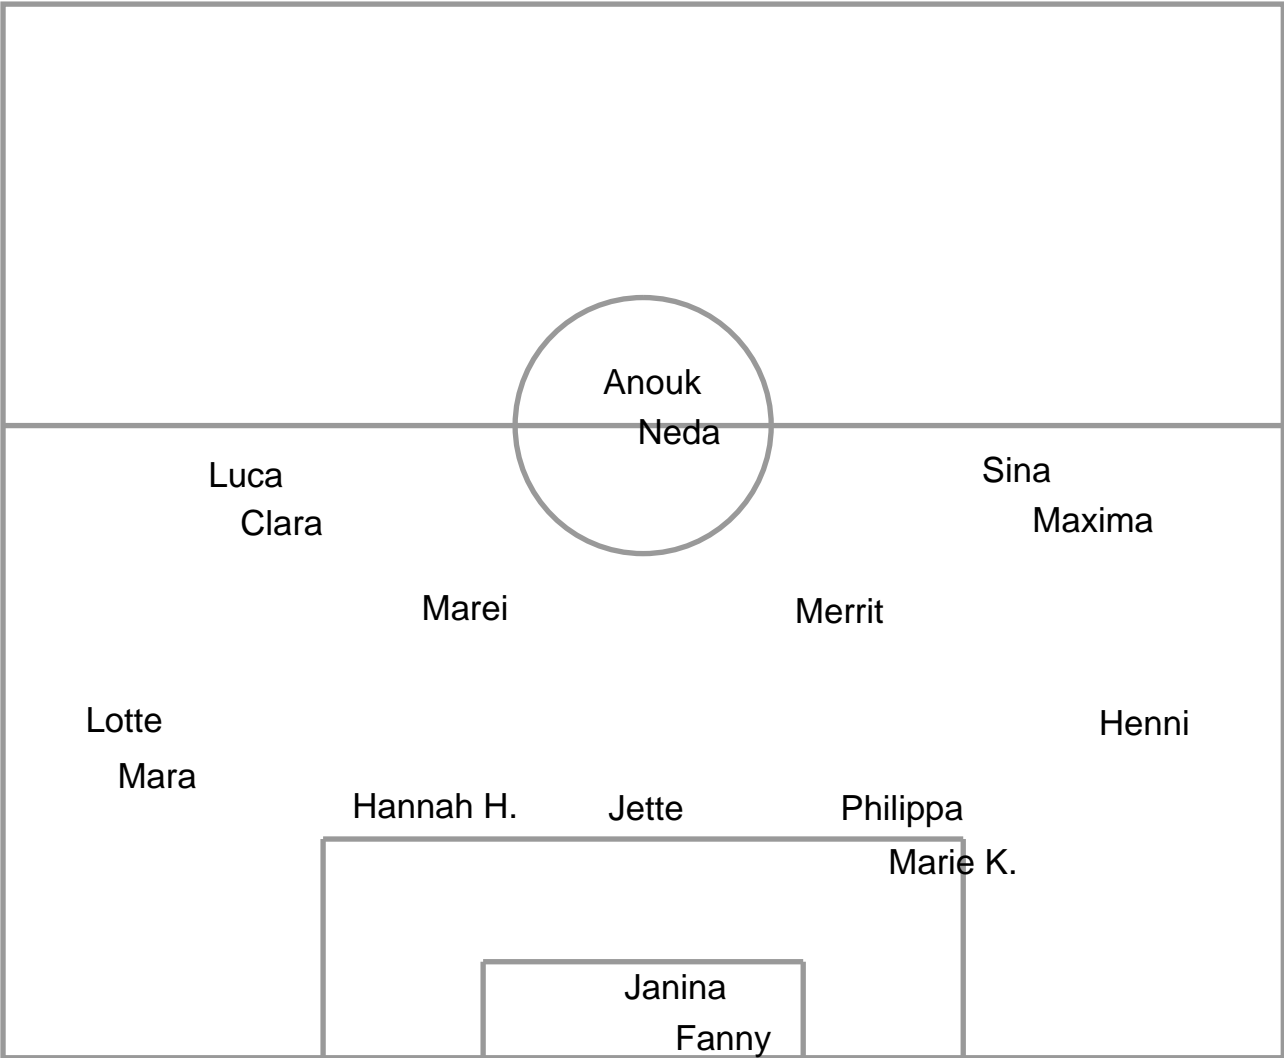 Anouk
Neda
Luca
Sina
Clara
Maxima
Marei
Merrit
Lotte
Henni
Mara
Hannah H.
Jette
Philippa
Marie K.
Janina
Fanny